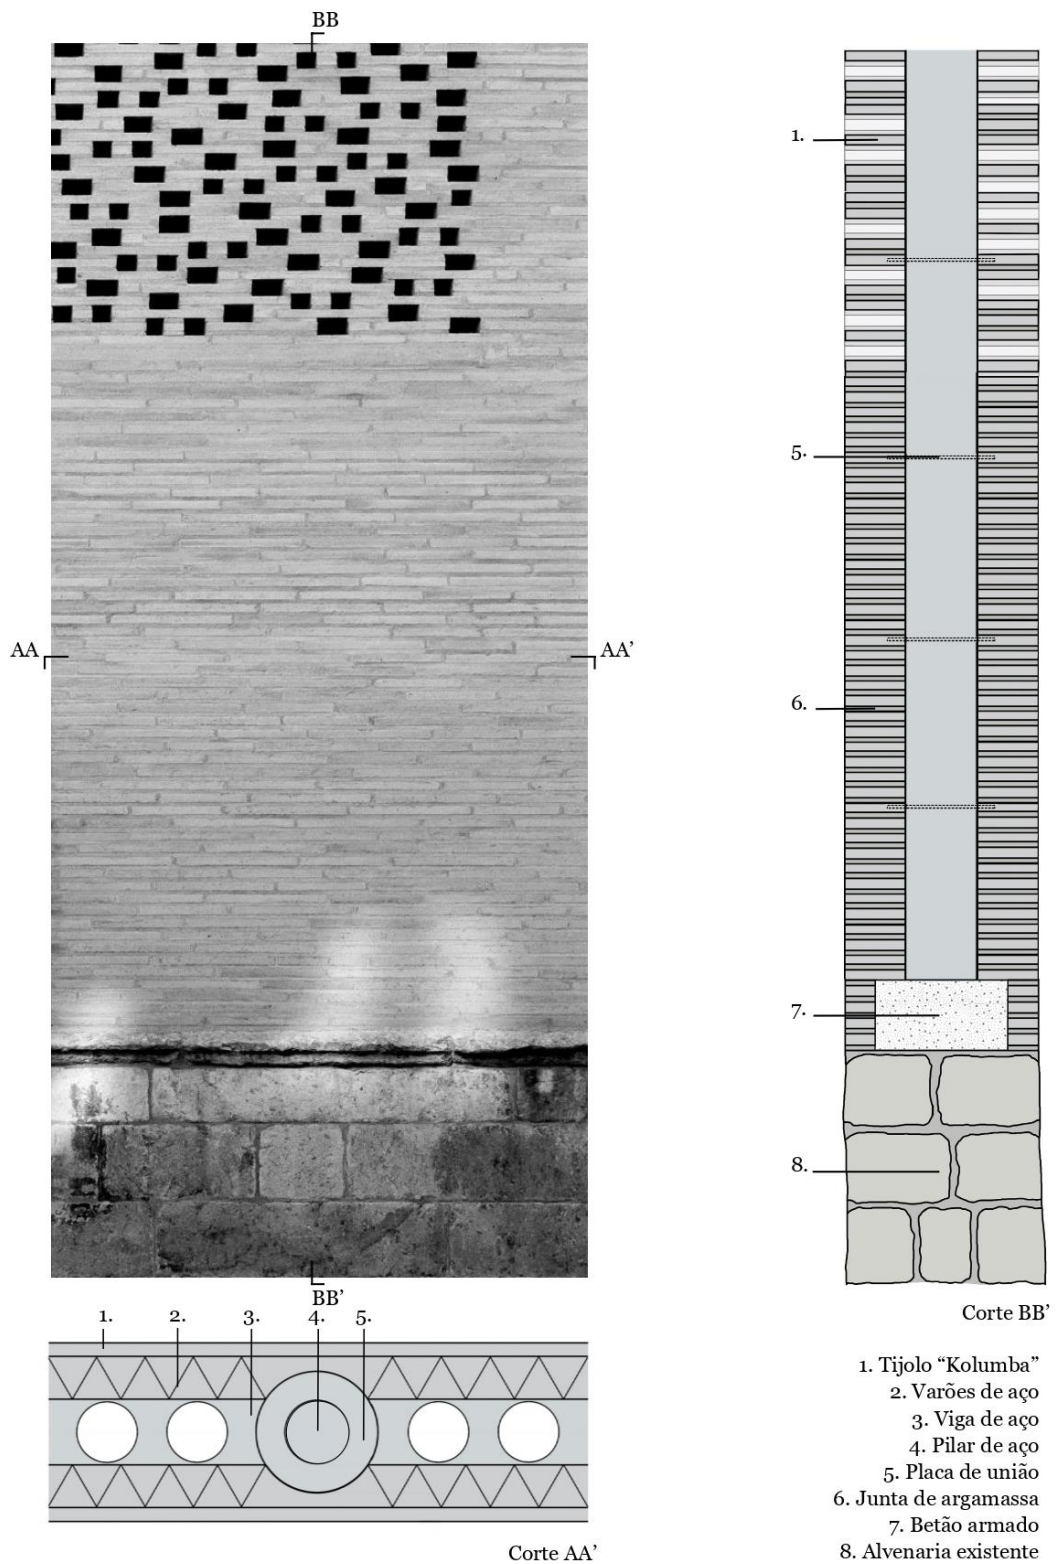 BB
1.
5.
AA
AA’
6.
7.
8.
BB’
1. 2. 3. 4. 5.
Corte BB’
1. Tijolo “Kolumba”
2. Varões de aço
3. Viga de aço
4. Pilar de aço
5. Placa de união
6. Junta de argamassa
7. Betão armado
8. Alvenaria existente
Corte AA’